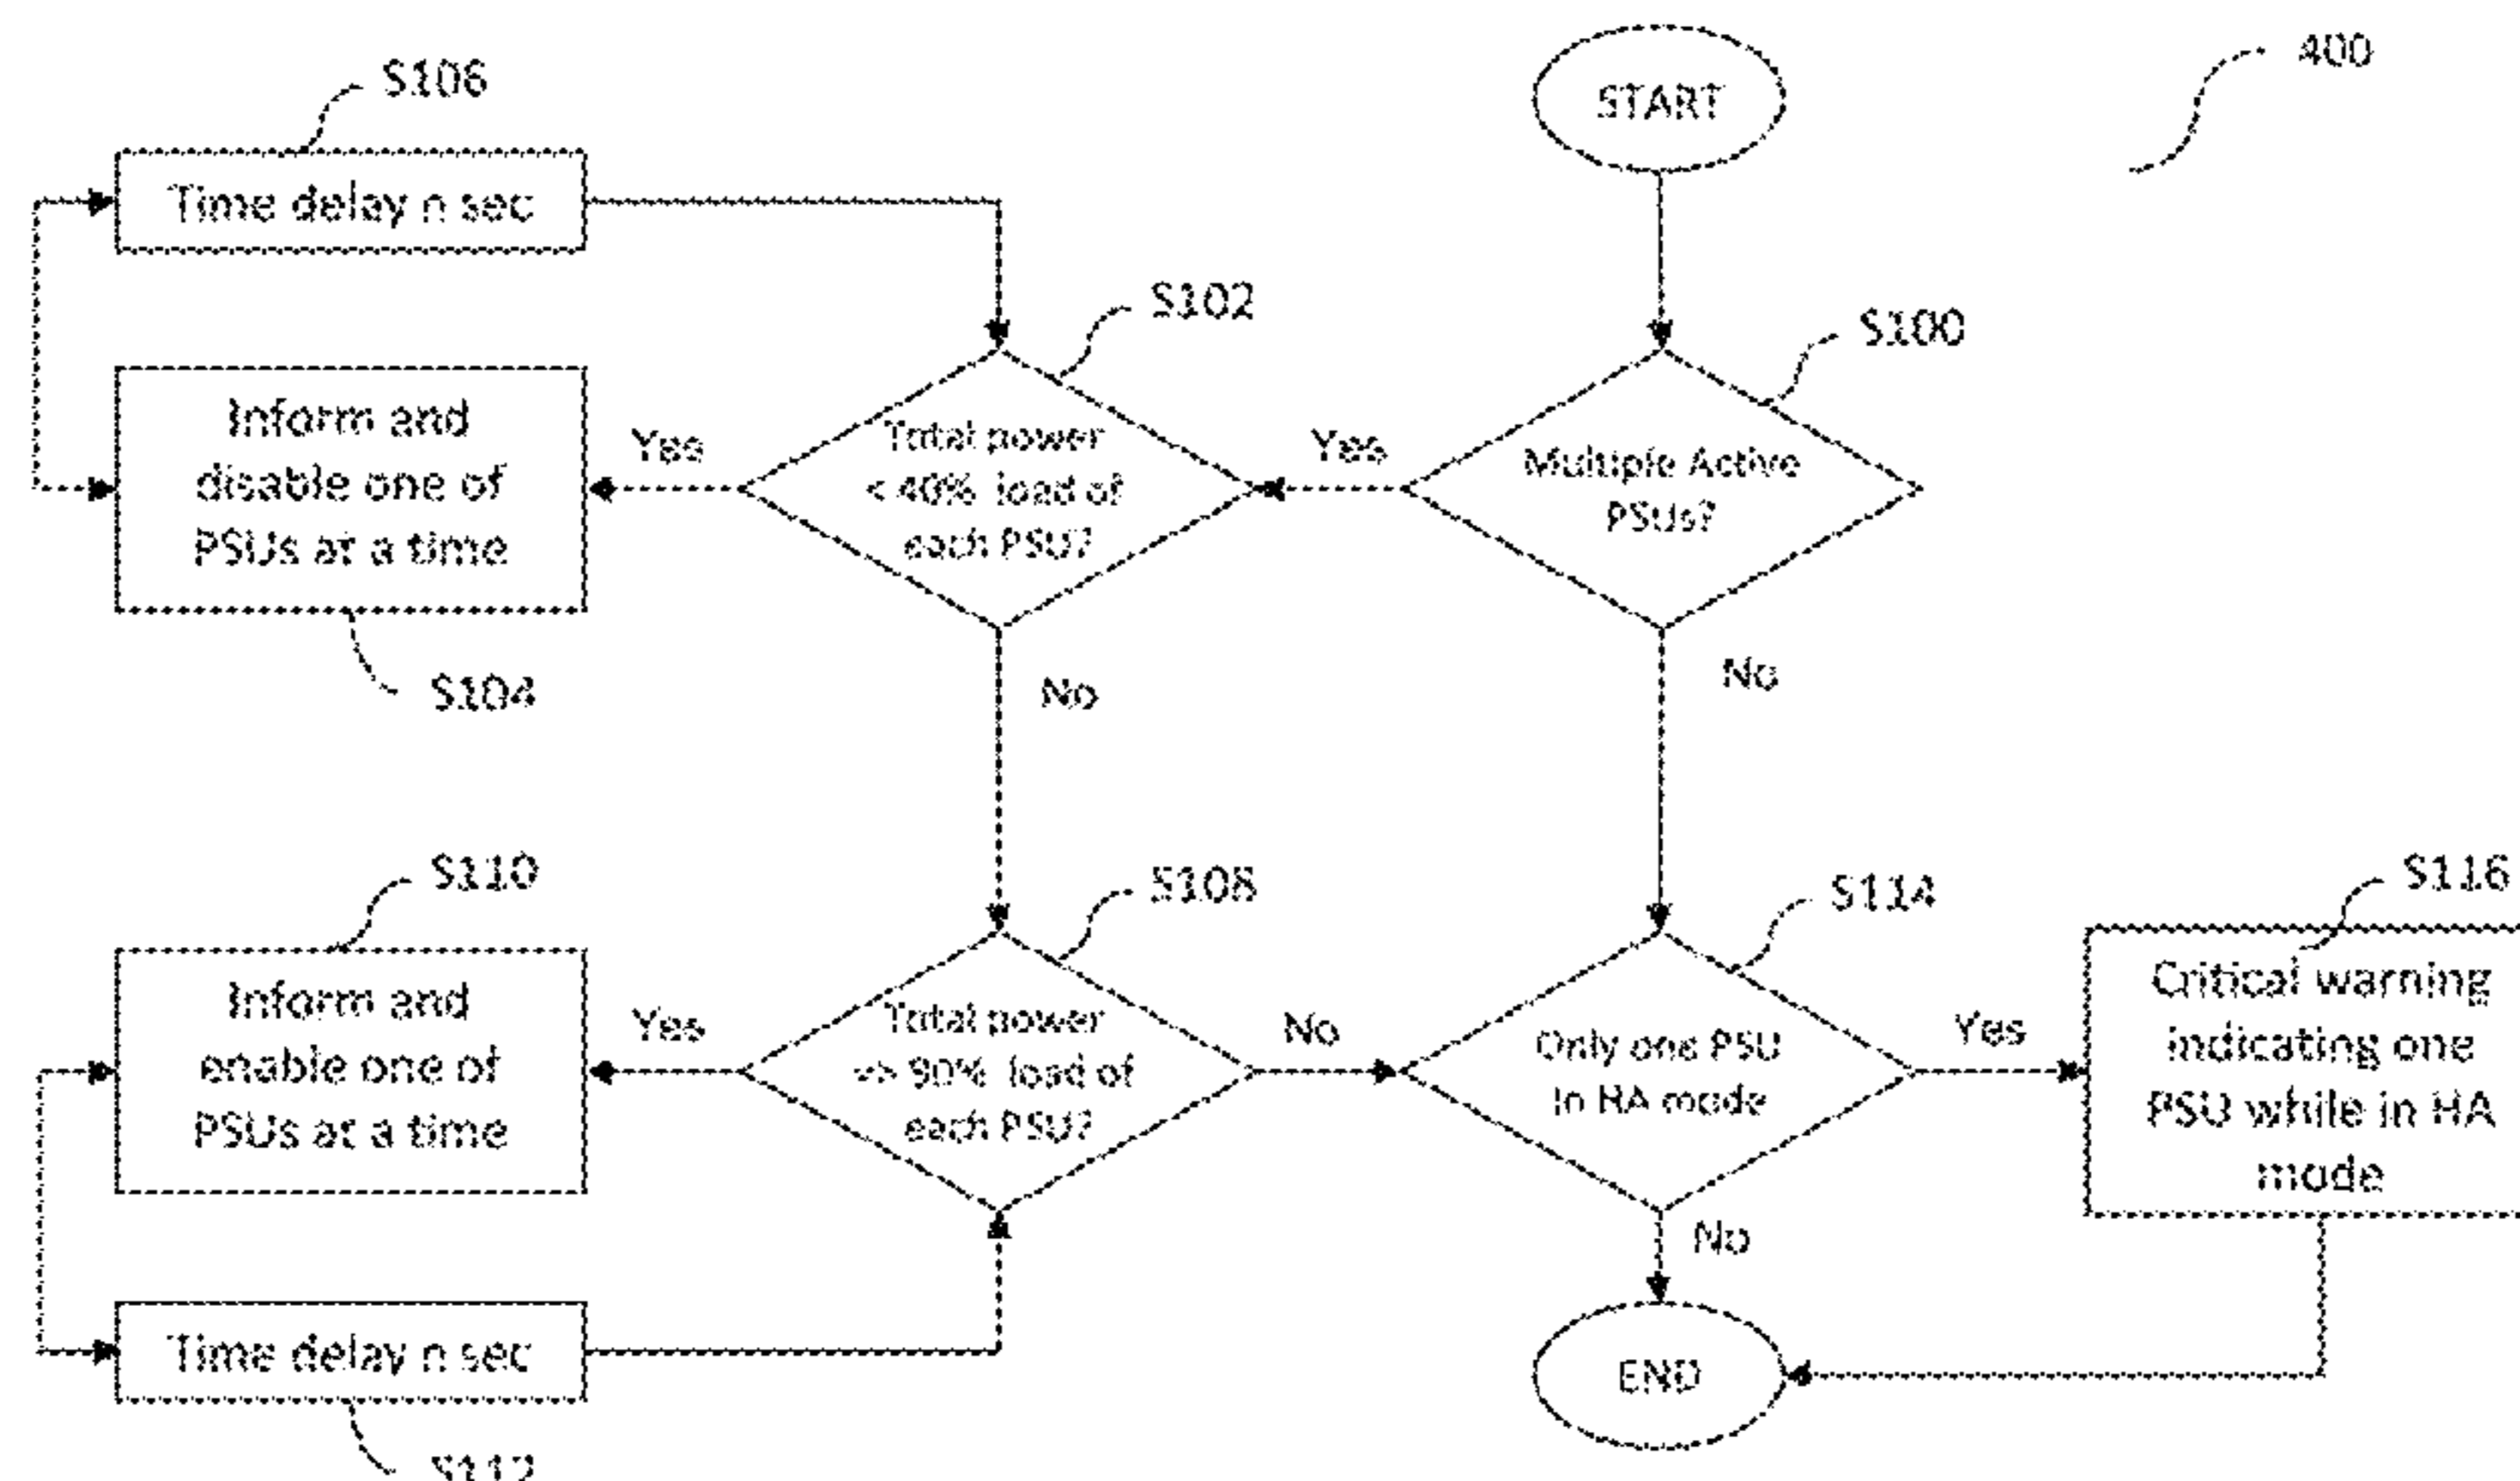 400
START
S100
Multiple Active
PSUs?
Yes
No
S102
Total power
< 40% load of
each PSU?
Yes
No
S106
Time delay n sec
Inform and
disable one of
PSUs at a time
S104
S108
Total power
90% load of
each PSU?
Yes
No
S110
Inform and
enable one of
PSUs at a time
Time delay n sec
S112
S114
Only one PSU
in HA mode
Yes
No
S116
Critical warning
indicating one
PSU while in HA
mode
END